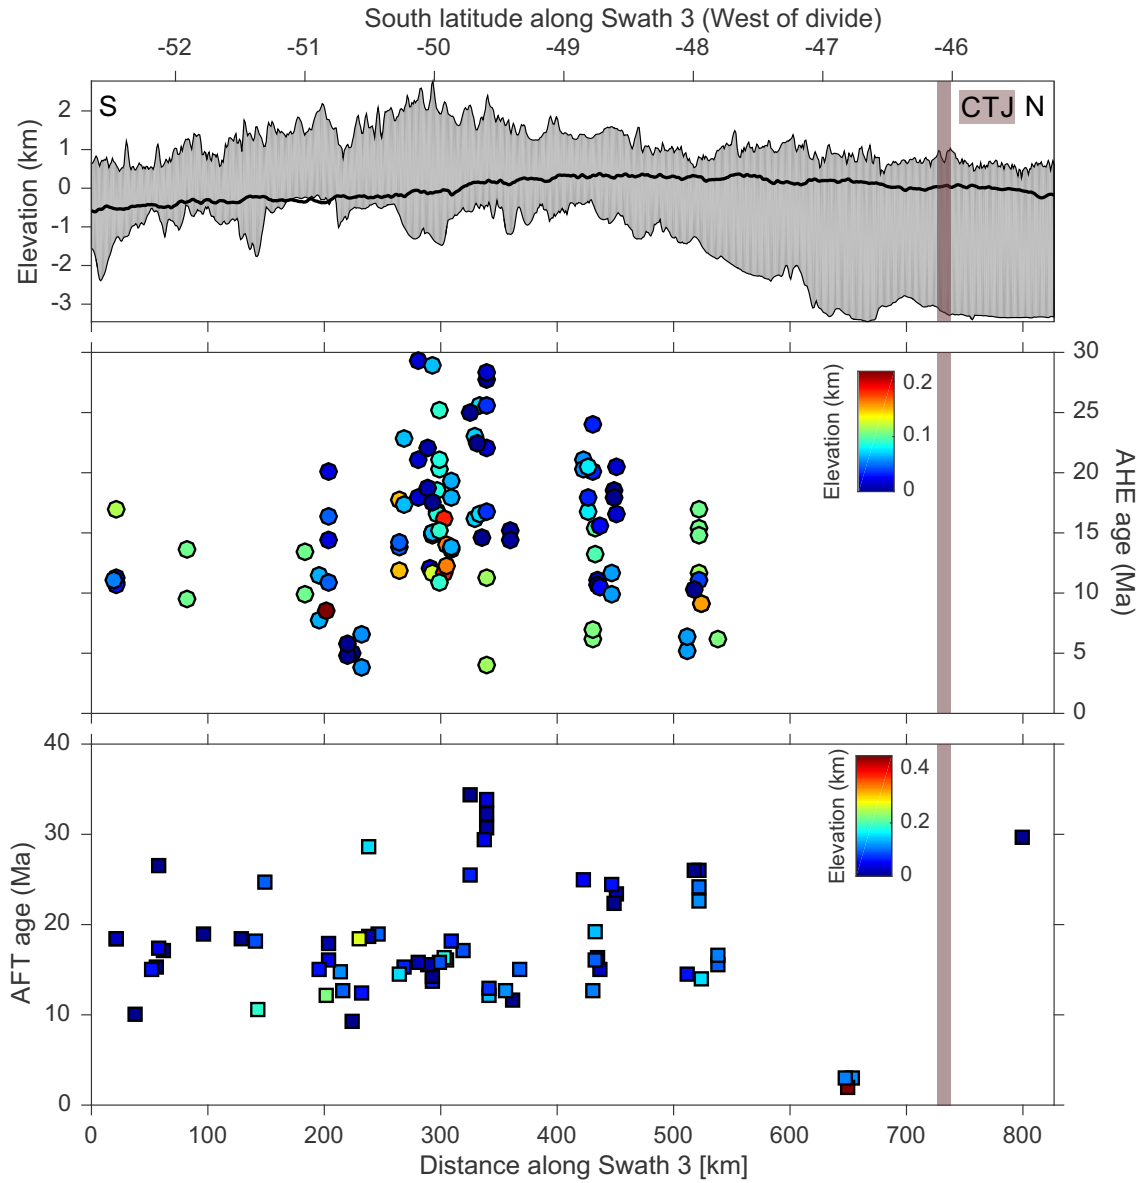 South latitude along Swath 3 (West of divide)
-52 -51 -50 -49 -48 -47 -46
S CTJ N
Elevation (km)
2
1
0
-1
-2
-3
AHE age (Ma)
30
25
20
15
10
5
0
Elevation (km)
0.2
0.1
0
AFT age (Ma)
40
30
20
10
0
Elevation (km)
0.4
0.2
0
0 100 200 300 400 500 600 700 800
Distance along Swath 3 [km]